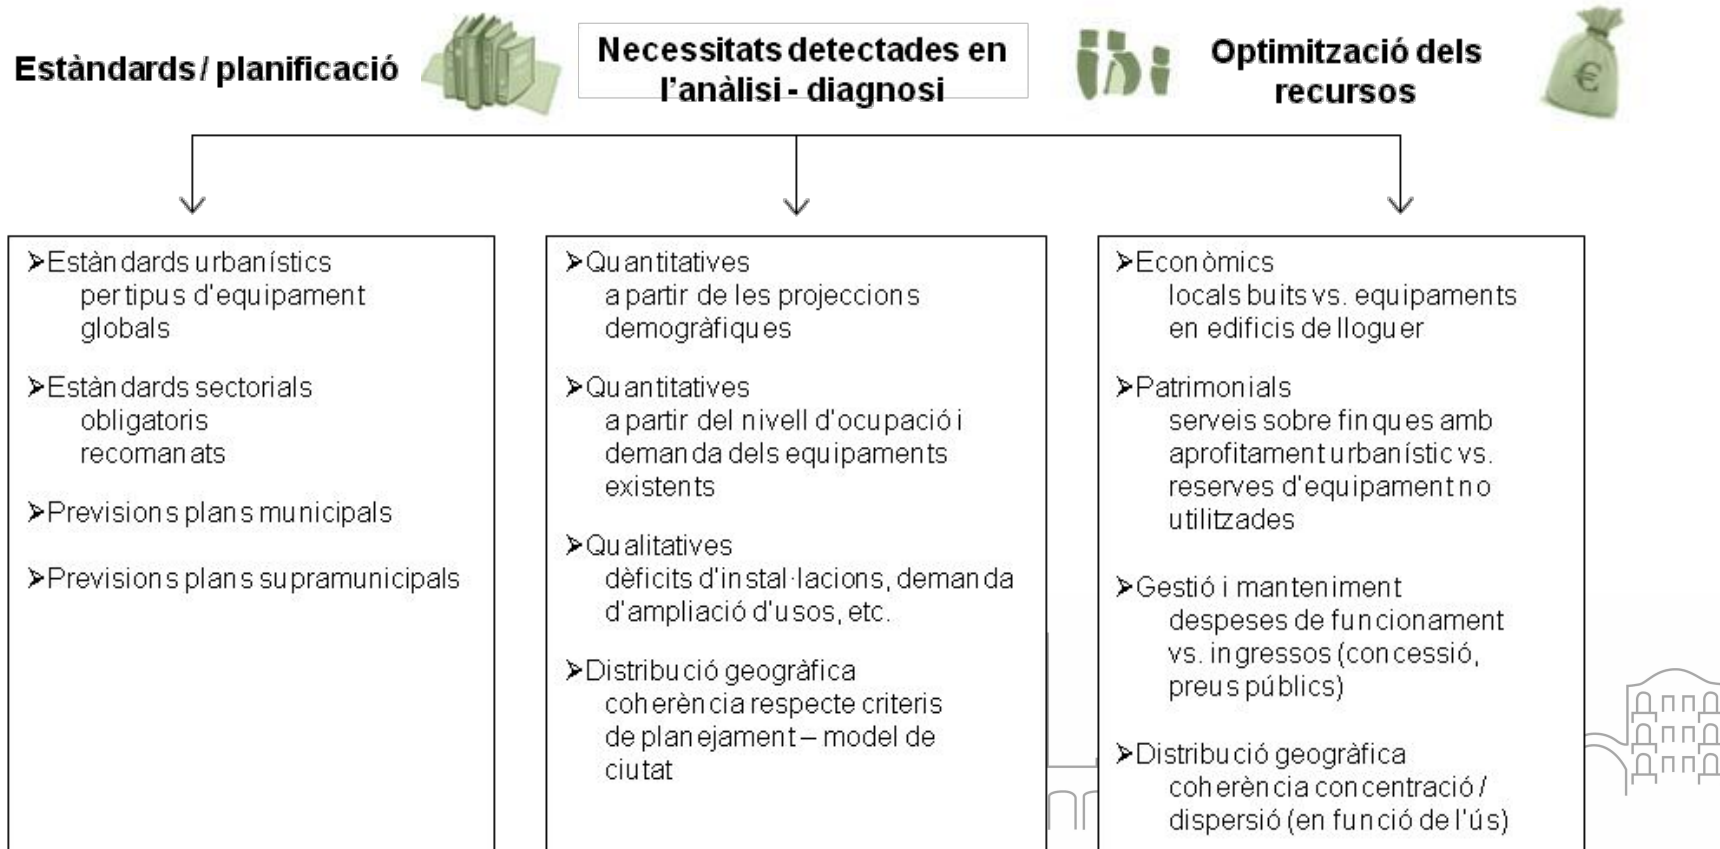 Estàndards / planificació
Necessitats detectades en
l'anàlisi - diagnosi
Optimització dels
recursos
€
➢Estàndards urbanístics
per tipus d'equipament
globals
➢Estàndards sectorials
obligatoris
recomanats
➢Previsions plans municipals
➢Previsions plans supramunicipals
➢Quantitatives
a partir de les projeccions
demogràfiques
➢Quantitatives
a partir del nivell d'ocupació i
demanda dels equipaments
existents
➢Qualitatives
dèficits d'instal·lacions, demanda
d'ampliació d'usos, etc.
➢Distribució geogràfica
coherència respecte criteris
de planejament – model de
ciutat
➢Econòmics
locals buits vs. equipaments
en edificis de lloguer
➢Patrimonials
serveis sobre finques amb
aprofitament urbanístic vs.
reserves d'equipament no
utilitzades
➢Gestió i manteniment
despeses de funcionament
vs. ingressos (concessió,
preus públics)
➢Distribució geogràfica
coherència concentració /
dispersió (en funció de l'ús)